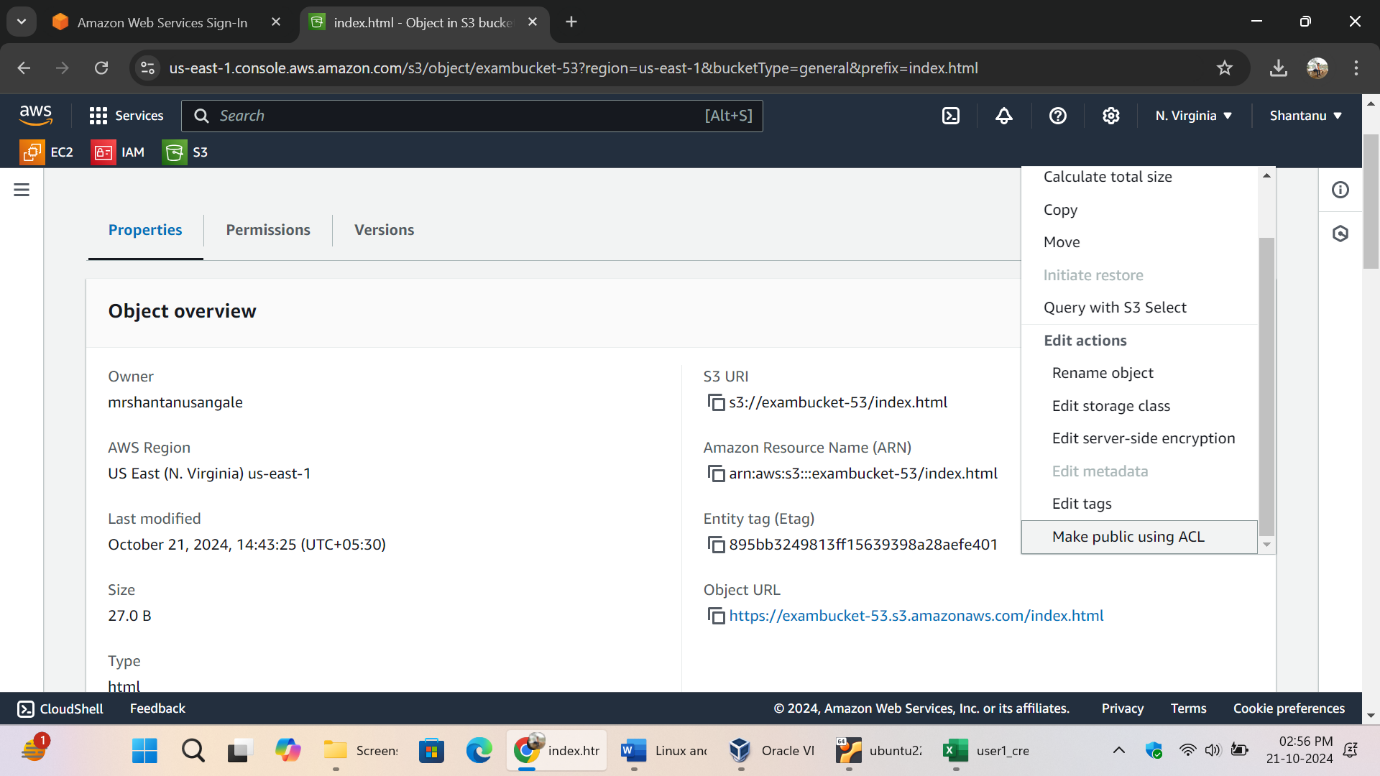 Amazon Web Services Sign-In
index.html - Object in S3 bucke
us-east-1.console.aws.amazon.com/s3/object/exambucket-53?region=us-east-1&bucketType=general&prefix=index.html
aws
Services
Search
[Alt+S]
N. Virginia
Shantanu
EC2
IAM
S3
Properties
Permissions
Versions
Object overview
Owner
mrshantanusangale
AWS Region
US East (N. Virginia) us-east-1
Last modified
October 21, 2024, 14:43:25 (UTC+05:30)
Size
27.0 B
Type
html
S3 URI
s3://exambucket-53/index.html
Amazon Resource Name (ARN)
arn:aws:s3:::exambucket-53/index.html
Entity tag (Etag)
895bb3249813ff15639398a28aefe401
Object URL
https://exambucket-53.s3.amazonaws.com/index.html
Calculate total size
Copy
Move
Initiate restore
Query with S3 Select
Edit actions
Rename object
Edit storage class
Edit server-side encryption
Edit metadata
Edit tags
Make public using ACL
CloudShell
Feedback
© 2024, Amazon Web Services, Inc. or its affiliates.
Privacy
Terms
Cookie preferences
1
Screen:
index.htr
Linux and
Oracle VI
ubuntu22
user1_cre
02:56 PM
21-10-2024